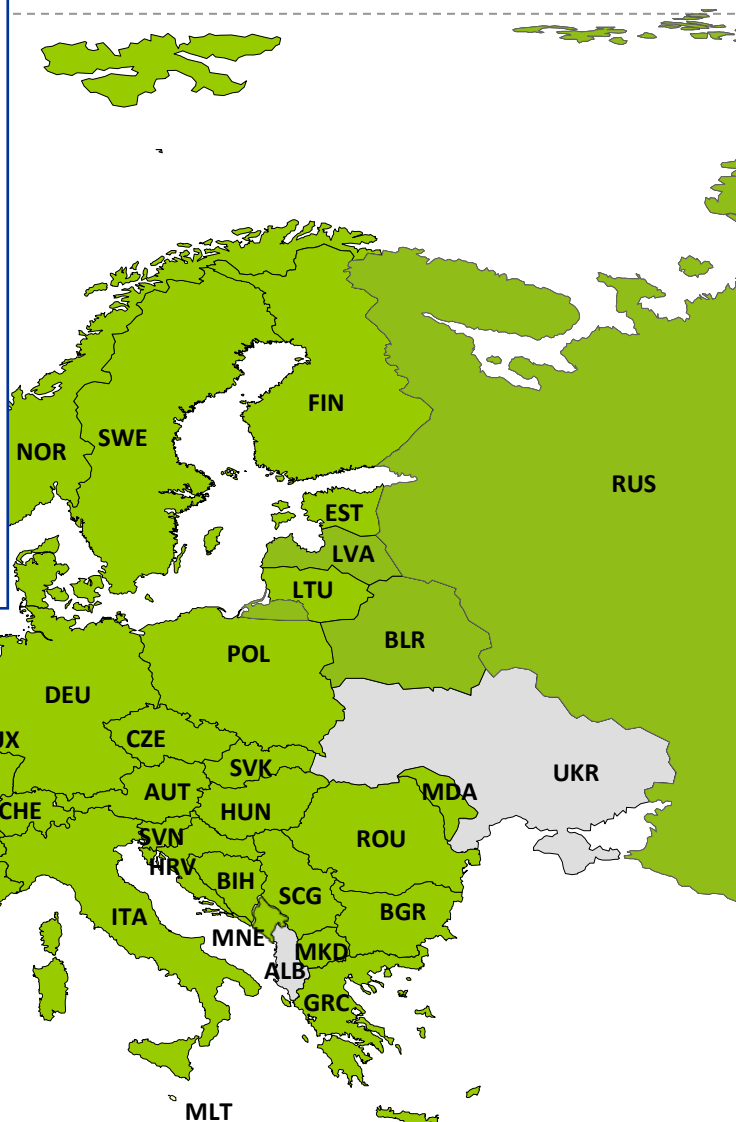 FIN
NOR
SWE
RUS
EST
LVA
LTU
BLR
POL
DEU
CZE
UX
SVK
UKR
AUT
MDA
CHE
HUN
SVN
ROU
HRV
BIH
SCG
BGR
ITA
MNE
MKD
ALB
GRC
MLT